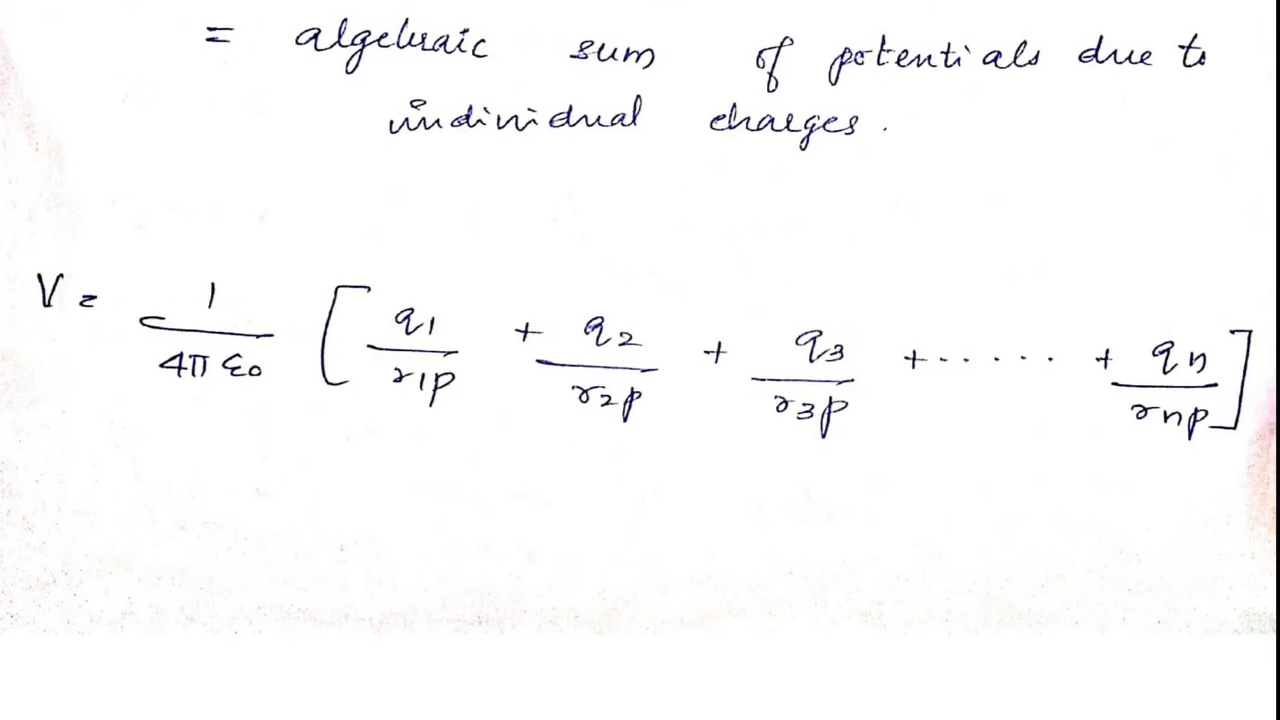 = algebraic sum of potentials due to
individual charges.
V = 1/4π ε0 [ q1/r1p + q2/r2p + q3/r3p + ..... + qn/rnp ]